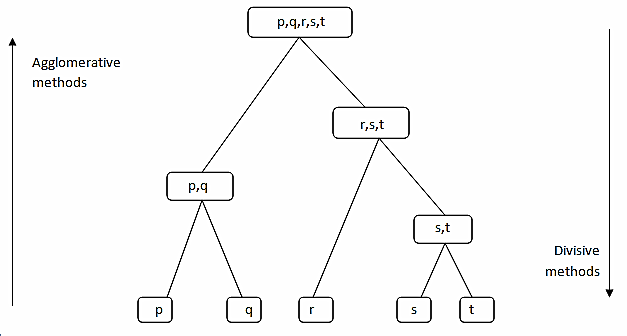 p,q,r,s,t
Agglomerative
methods
r,s,t
p,q
s,t
Divisive
methods
p
q
r
s
t